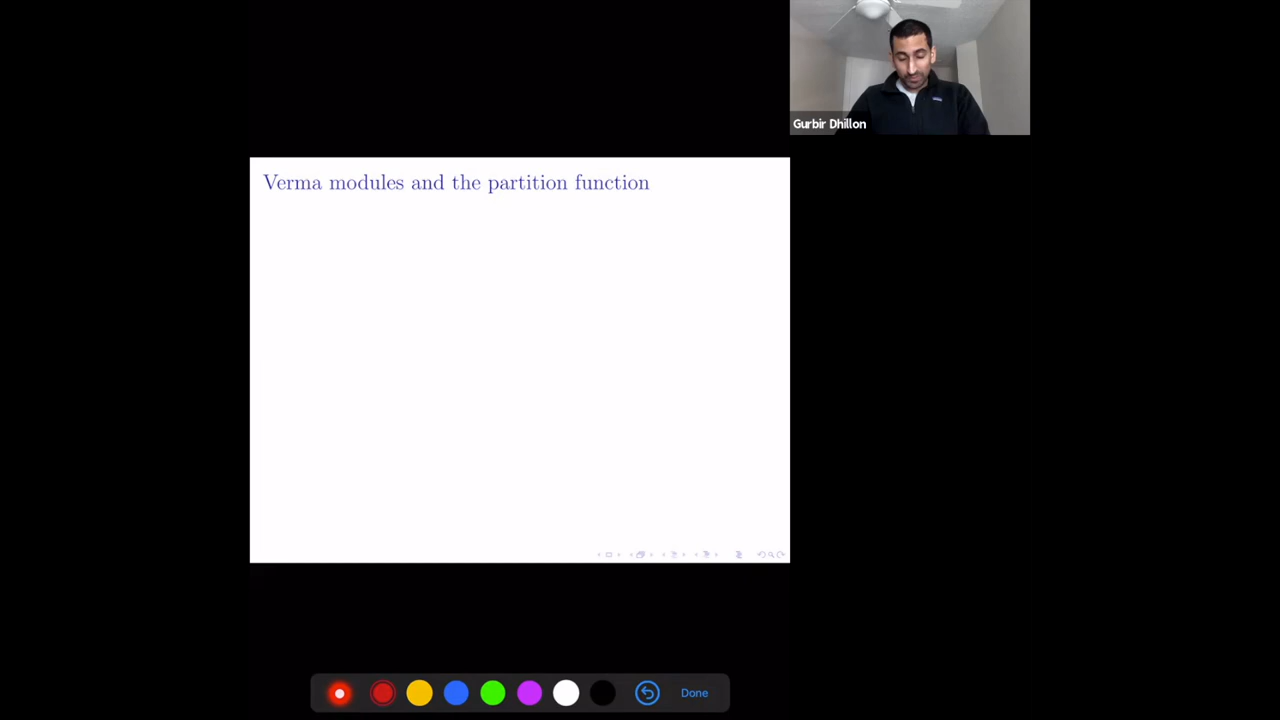 Gurbir Dhillon
Verma modules and the partition function
Done